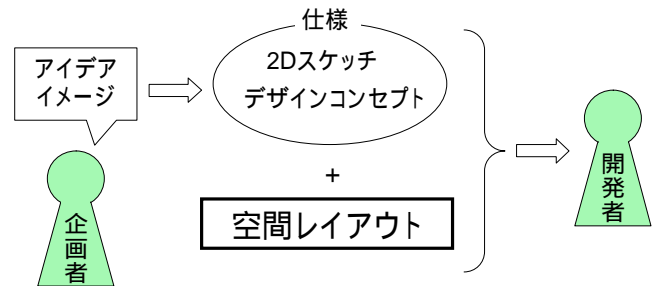 仕様
アイデア
イメージ
2Dスケッチ
デザインコンセプト
+
空間レイアウト
企画者
開発者